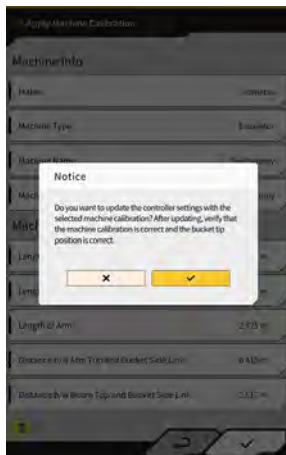 Apply Machine Calibration
Machine Info
Maker
Machine Type
Excavator
Machine Name
Notice
Do you want to update the controller settings with the
selected machine calibration? After updating, verify that
the machine calibration is correct and the bucket tip
position is correct.
Length of Arm
Distance b/w Arm Top and Bucket Side Link
Distance b/w Boom Top and Bucket Side Link